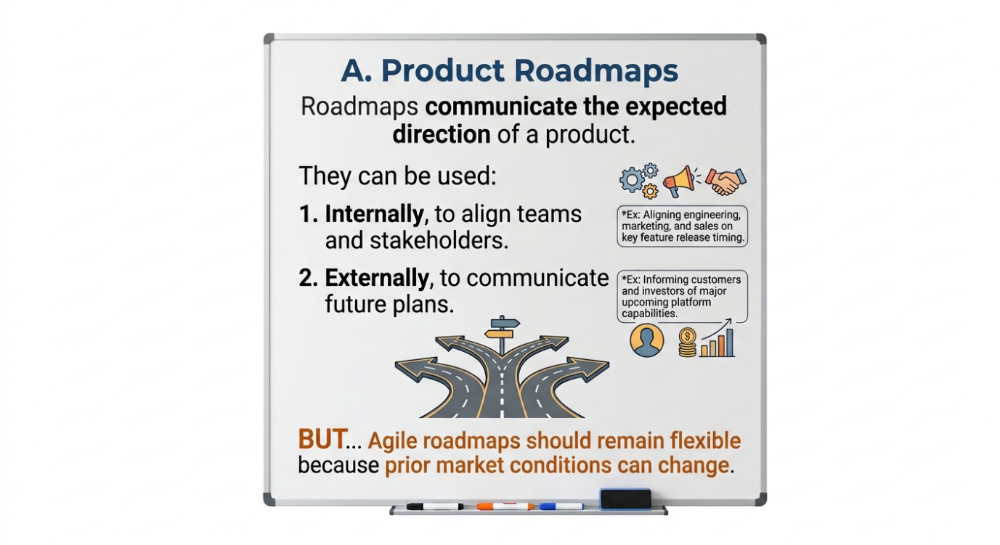 A. Product Roadmaps
Roadmaps communicate the expected
direction of a product.
They can be used:
1. Internally, to align teams
and stakeholders.
*Ex: Aligning engineering,
marketing, and sales on
key feature release timing.
2. Externally, to communicate
future plans.
*Ex: Informing customers
and investors of major
upcoming platform
capabilities.
$
BUT... Agile roadmaps should remain flexible
because prior market conditions can change.